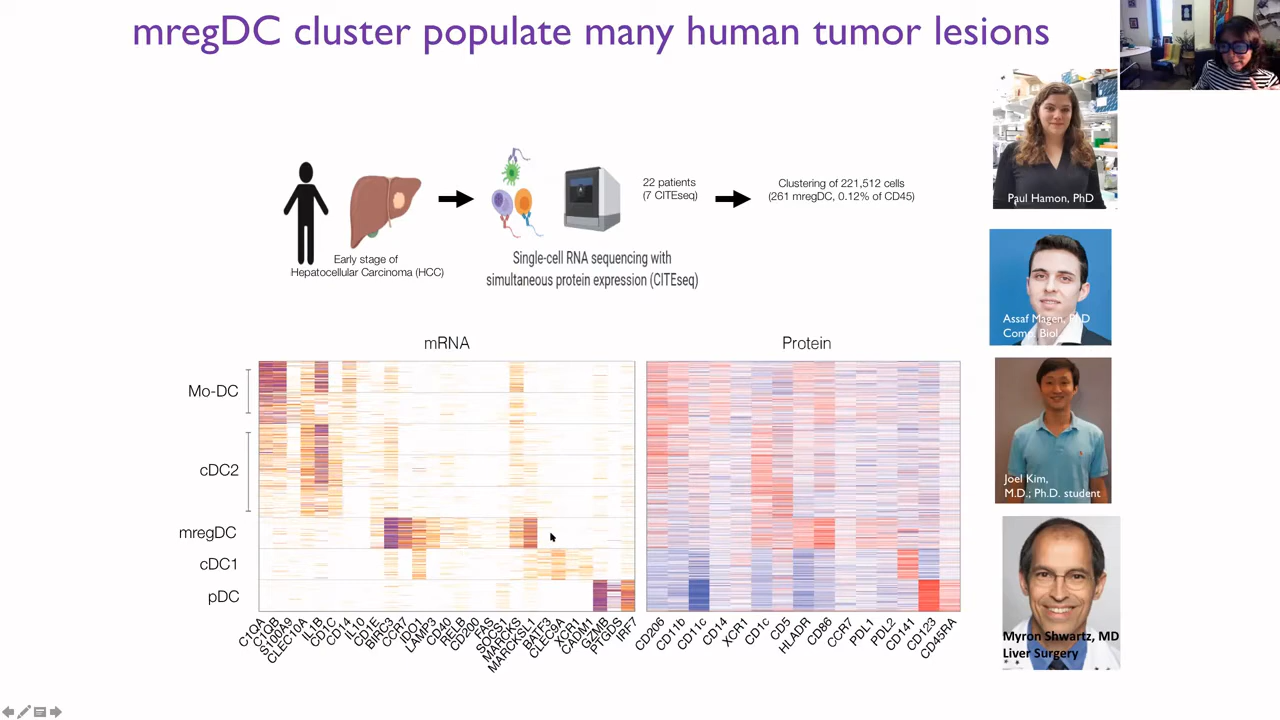 mregDC cluster populate many human tumor lesions
Early stage of
Hepatocellular Carcinoma (HCC)
22 patients
(7 CITEseq)
Single-cell RNA sequencing with
simultaneous protein expression (CITEseq)
Clustering of 221,512 cells
(261 mregDC, 0.12% of CD45)
Paul Hamon, PhD
Assaf Magen, PhD
Comp. Biol
Joel Kim,
M.D.; Ph.D. student
Myron Shwartz, MD
Liver Surgery
mRNA
Protein
Mo-DC
cDC2
mregDC
cDC1
pDC
C1QA
C1QB
S100A9
CLEC10A
IL1B
CD1C
CD14
CD1E
BIRC3
CCR7
IDO1
LAMP3
CD40
RELB
CD200
FAS
SOCS1
MARCKS
MARCKSL1
BATF3
CLEC9A
XCR1
CADM1
GZMB
PTGDS
IRF7
CD206
CD11b
CD11c
CD14
XCR1
CD1c
CD5
HLADR
CD86
CCR7
PDL1
PDL2
CD141
CD123
CD45RA